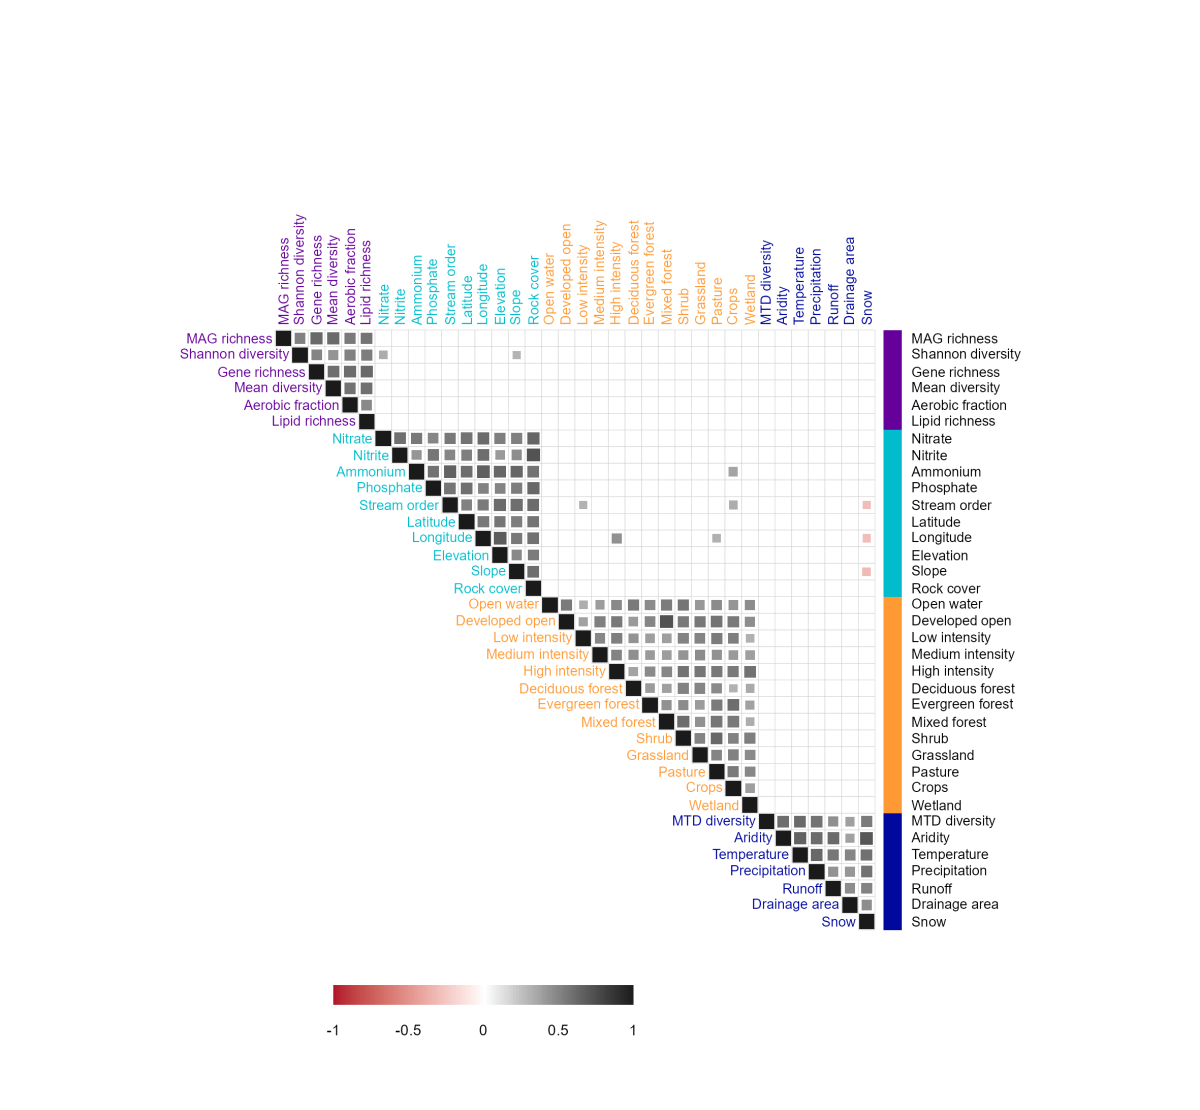 MAG richness
Shannon diversity
Gene richness
Mean diversity
Aerobic fraction
Lipid richness
Nitrate
Nitrite
Ammonium
Phosphate
Stream order
Latitude
Longitude
Elevation
Slope
Rock cover
Open water
Developed open
Low intensity
Medium intensity
High intensity
Deciduous forest
Evergreen forest
Mixed forest
Shrub
Grassland
Pasture
Crops
Wetland
MTD diversity
Aridity
Temperature
Precipitation
Runoff
Drainage area
Snow
MAG richness MAG richness
Shannon diversity Shannon diversity
Gene richness Gene richness
Mean diversity Mean diversity
Aerobic fraction Aerobic fraction
Lipid richness Lipid richness
Nitrate Nitrate
Nitrite Nitrite
Ammonium Ammonium
Phosphate Phosphate
Stream order Stream order
Latitude Latitude
Longitude Longitude
Elevation Elevation
Slope Slope
Rock cover Rock cover
Open water Open water
Developed open Developed open
Low intensity Low intensity
Medium intensity Medium intensity
High intensity High intensity
Deciduous forest Deciduous forest
Evergreen forest Evergreen forest
Mixed forest Mixed forest
Shrub Shrub
Grassland Grassland
Pasture Pasture
Crops Crops
Wetland Wetland
MTD diversity MTD diversity
Aridity Aridity
Temperature Temperature
Precipitation Precipitation
Runoff Runoff
Drainage area Drainage area
Snow Snow
-1 -0.5 0 0.5 1